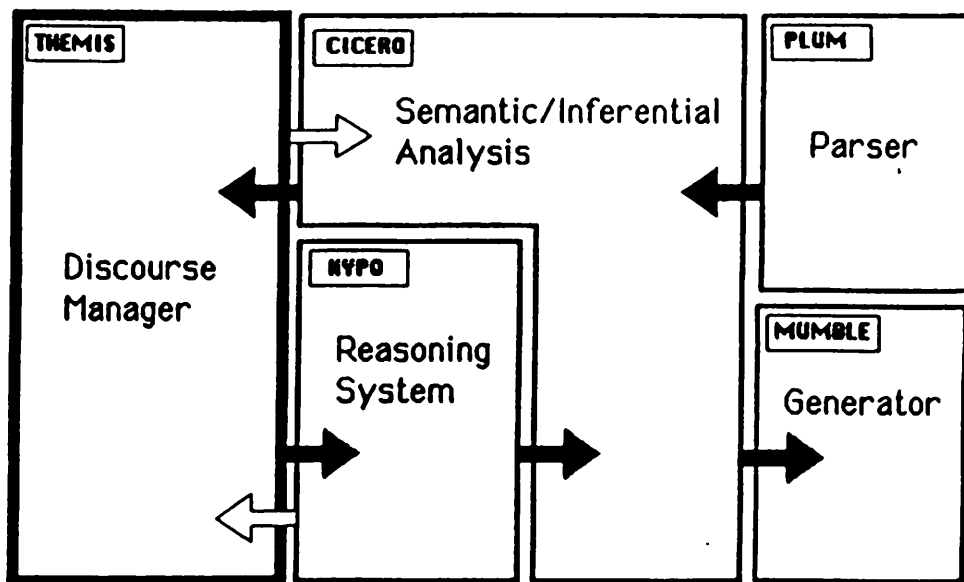 THEMIS
Discourse
Manager
CICERO
Semantic/Inferential
Analysis
HYPO
Reasoning
System
PLUM
Parser
MUMBLE
Generator